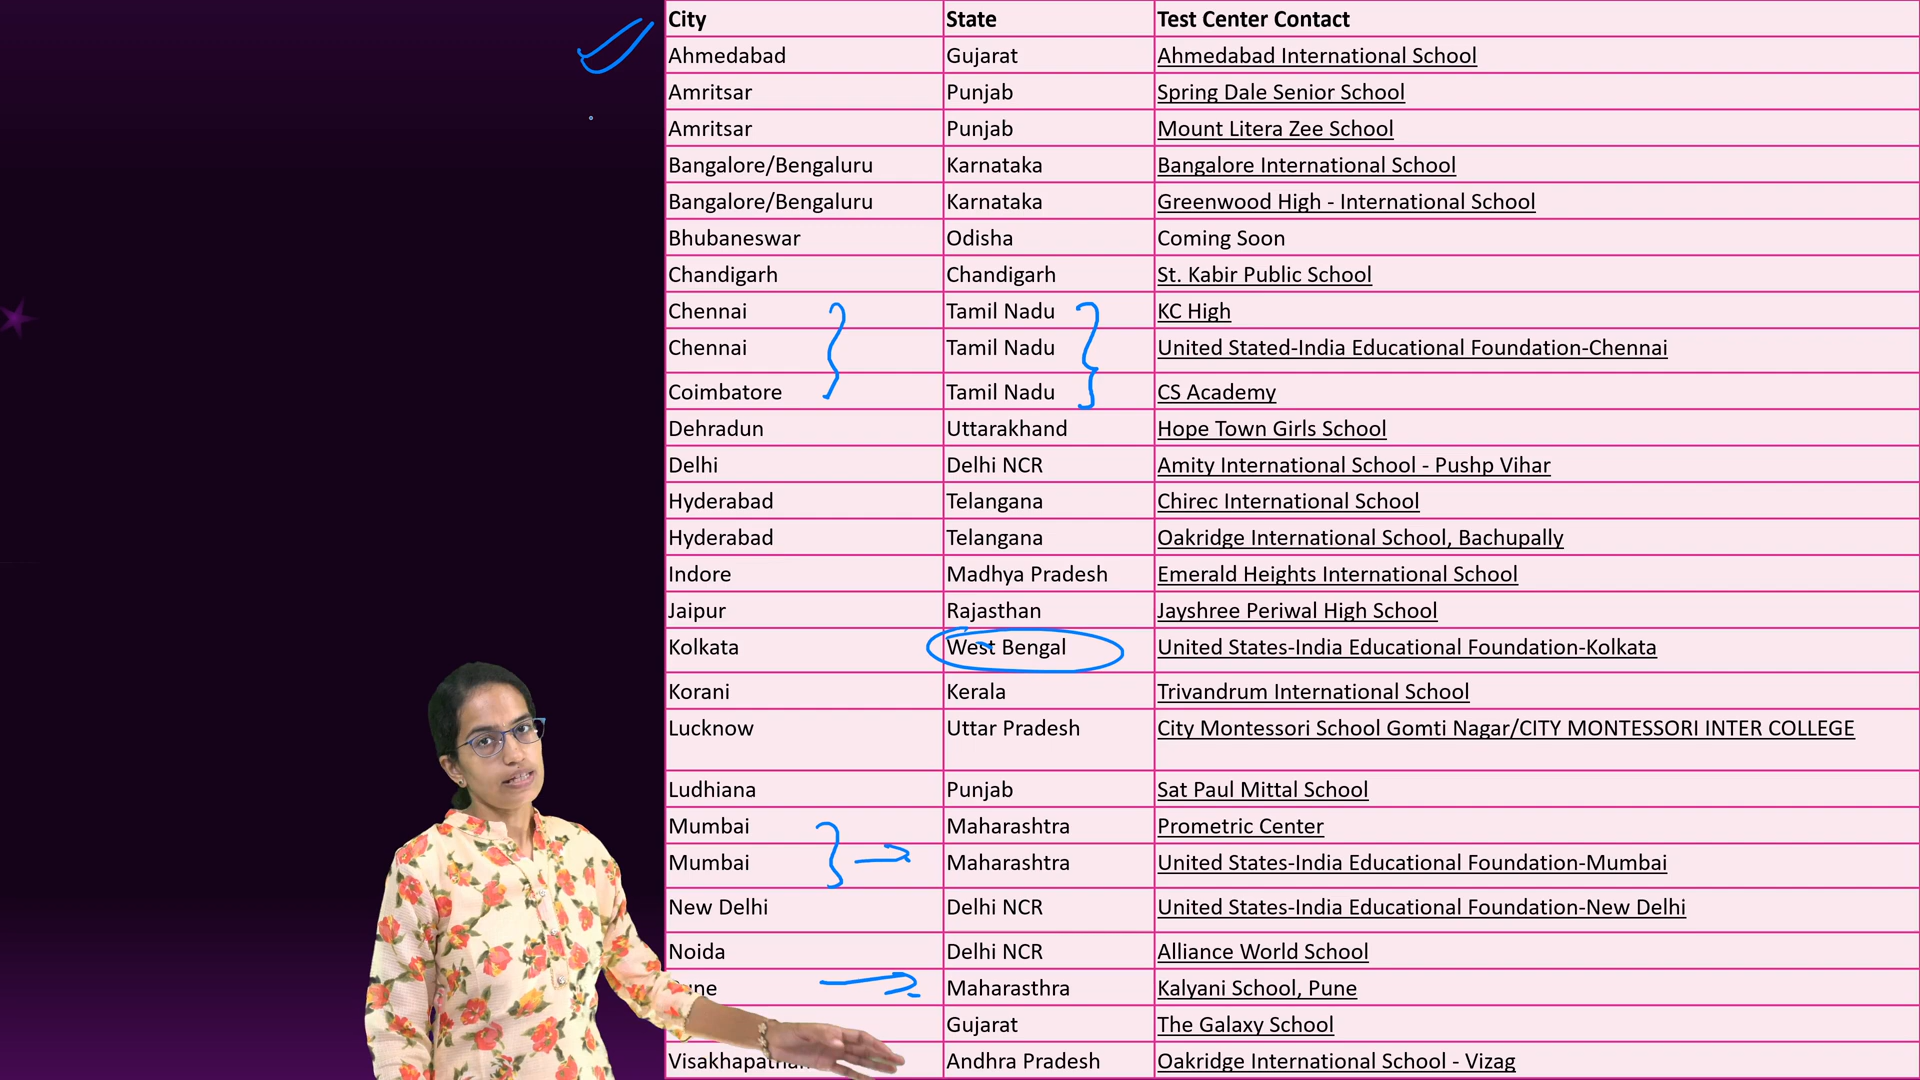 City State Test Center Contact
Ahmedabad Gujarat Ahmedabad International School
Amritsar Punjab Spring Dale Senior School
Amritsar Punjab Mount Litera Zee School
Bangalore/Bengaluru Karnataka Bangalore International School
Bangalore/Bengaluru Karnataka Greenwood High - International School
Bhubaneswar Odisha Coming Soon
Chandigarh Chandigarh St. Kabir Public School
Chennai Tamil Nadu KC High
Chennai Tamil Nadu United Stated-India Educational Foundation-Chennai
Coimbatore Tamil Nadu CS Academy
Dehradun Uttarakhand Hope Town Girls School
Delhi Delhi NCR Amity International School - Pushp Vihar
Hyderabad Telangana Chirec International School
Hyderabad Telangana Oakridge International School, Bachupally
Indore Madhya Pradesh Emerald Heights International School
Jaipur Rajasthan Jayshree Periwal High School
Kolkata West Bengal United States-India Educational Foundation-Kolkata
Korani Kerala Trivandrum International School
Lucknow Uttar Pradesh City Montessori School Gomti Nagar/CITY MONTESSORI INTER COLLEGE
Ludhiana Punjab Sat Paul Mittal School
Mumbai Maharashtra Prometric Center
Mumbai Maharashtra United States-India Educational Foundation-Mumbai
New Delhi Delhi NCR United States-India Educational Foundation-New Delhi
Noida Delhi NCR Alliance World School
Maharasthra Kalyani School, Pune
Gujarat The Galaxy School
Andhra Pradesh Oakridge International School - Vizag